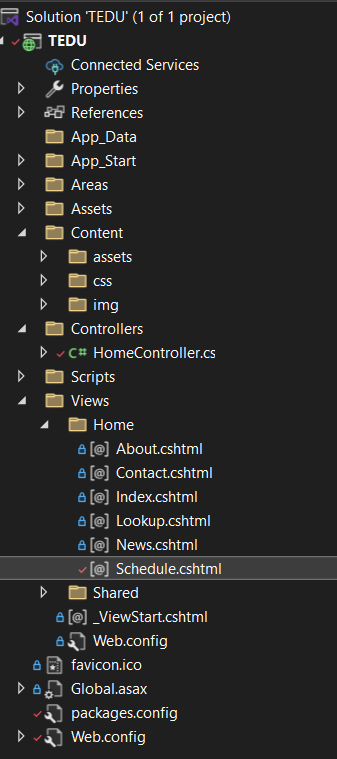 Solution 'TEDU' (1 of 1 project)
TEDU
Connected Services
Properties
References
App_Data
App_Start
Areas
Assets
Content
assets
css
img
Controllers
C# HomeController.cs
Scripts
Views
Home
[@] About.cshtml
[@] Contact.cshtml
[@] Index.cshtml
[@] Lookup.cshtml
[@] News.cshtml
[@] Schedule.cshtml
Shared
[@] _ViewStart.cshtml
Web.config
favicon.ico
Global.asax
packages.config
Web.config